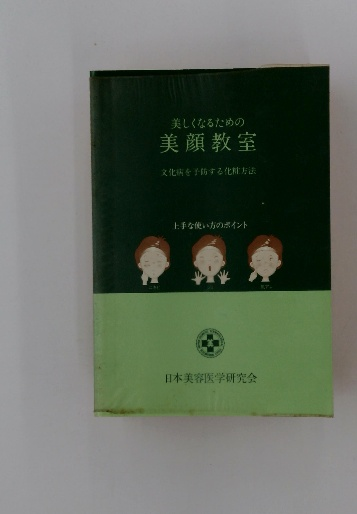 美しくなるための
美顔教室
文化病を予防する化粧方法
上手な使い方のポイント
日本美容医学研究会